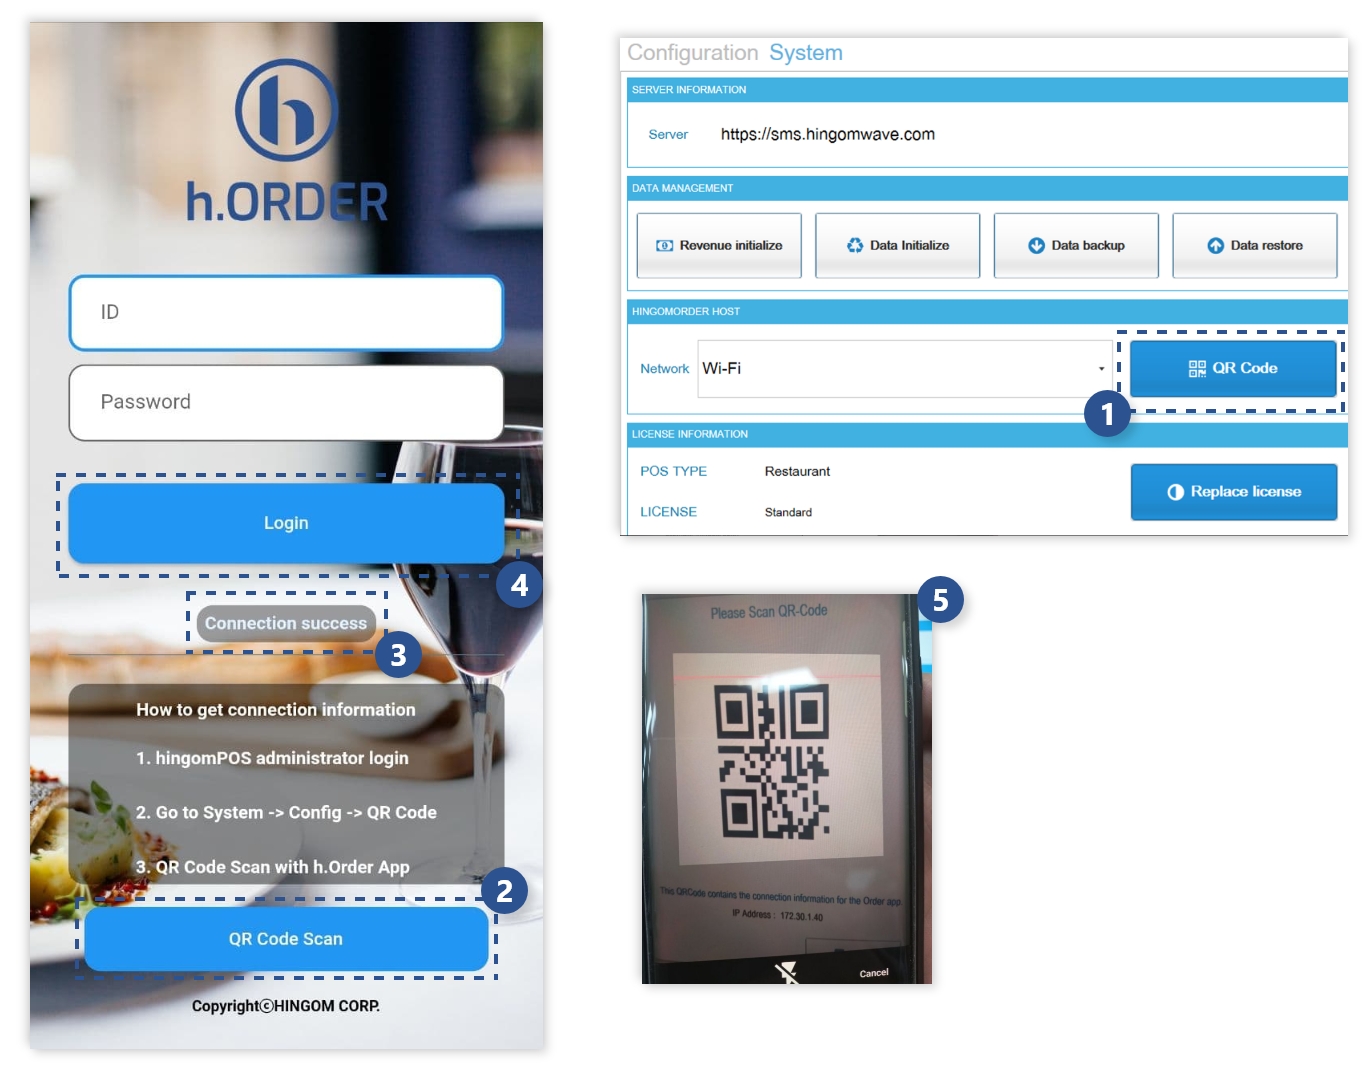 h
h.ORDER
ID
Password
Login
4
Connection success
3
How to get connection information
1. hingomPOS administrator login
2. Go to System -> Config -> QR Code
3. QR Code Scan with h.Order App
2
QR Code Scan
CopyrightⓒHINGOM CORP.
Configuration System
SERVER INFORMATION
Server https://sms.hingomwave.com
DATA MANAGEMENT
Revenue initialize Data Initialize Data backup Data restore
HINGOMORDER HOST
Network Wi-Fi QR Code
1
LICENSE INFORMATION
POS TYPE Restaurant
Replace license
LICENSE Standard
5
Please Scan QR-Code
This QRCode contains the connection information for the Order app.
IP Address : 172.30.1.40
Cancel